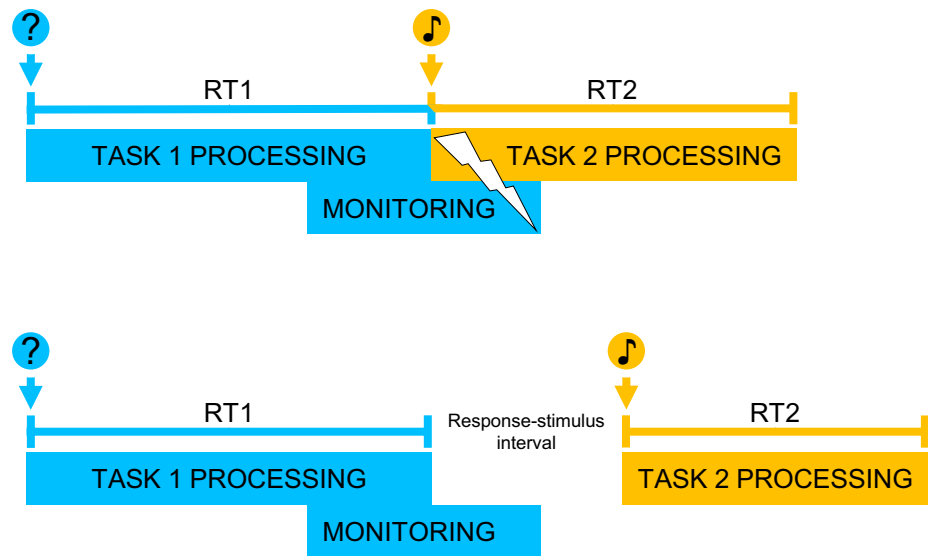 ?
RT1
RT2
TASK 1 PROCESSING
TASK 2 PROCESSING
MONITORING
?
RT1
Response-stimulus
interval
RT2
TASK 1 PROCESSING
TASK 2 PROCESSING
MONITORING